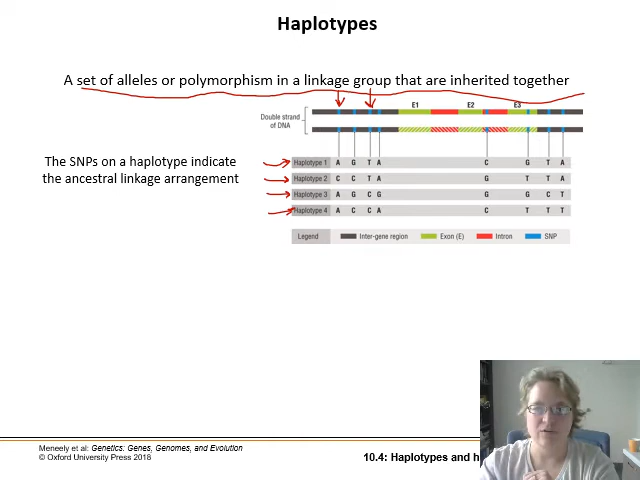 Haplotypes
A set of alleles or polymorphism in a linkage group that are inherited together
E1 E2 E3
Double strand
of DNA
The SNPs on a haplotype indicate
the ancestral linkage arrangement
Haplotype 1 A G T A C G T A
Haplotype 2 C C T A G T T A
Haplotype 3 A G C G G G C T
Haplotype 4 A C C A C T T T
Legend Inter-gene region Exon (E) Intron SNP
Meneely et al: Genetics: Genes, Genomes, and Evolution
© Oxford University Press 2018
10.4: Haplotypes and h